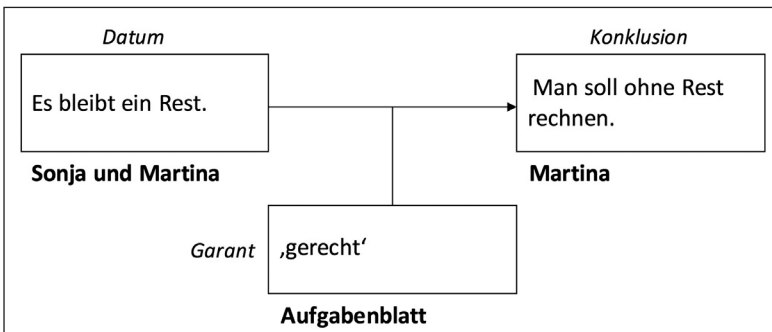 Datum
Konklusion
Es bleibt ein Rest.
Man soll ohne Rest
rechnen.
Sonja und Martina
Martina
Garant
‚gerecht‘
Aufgabenblatt